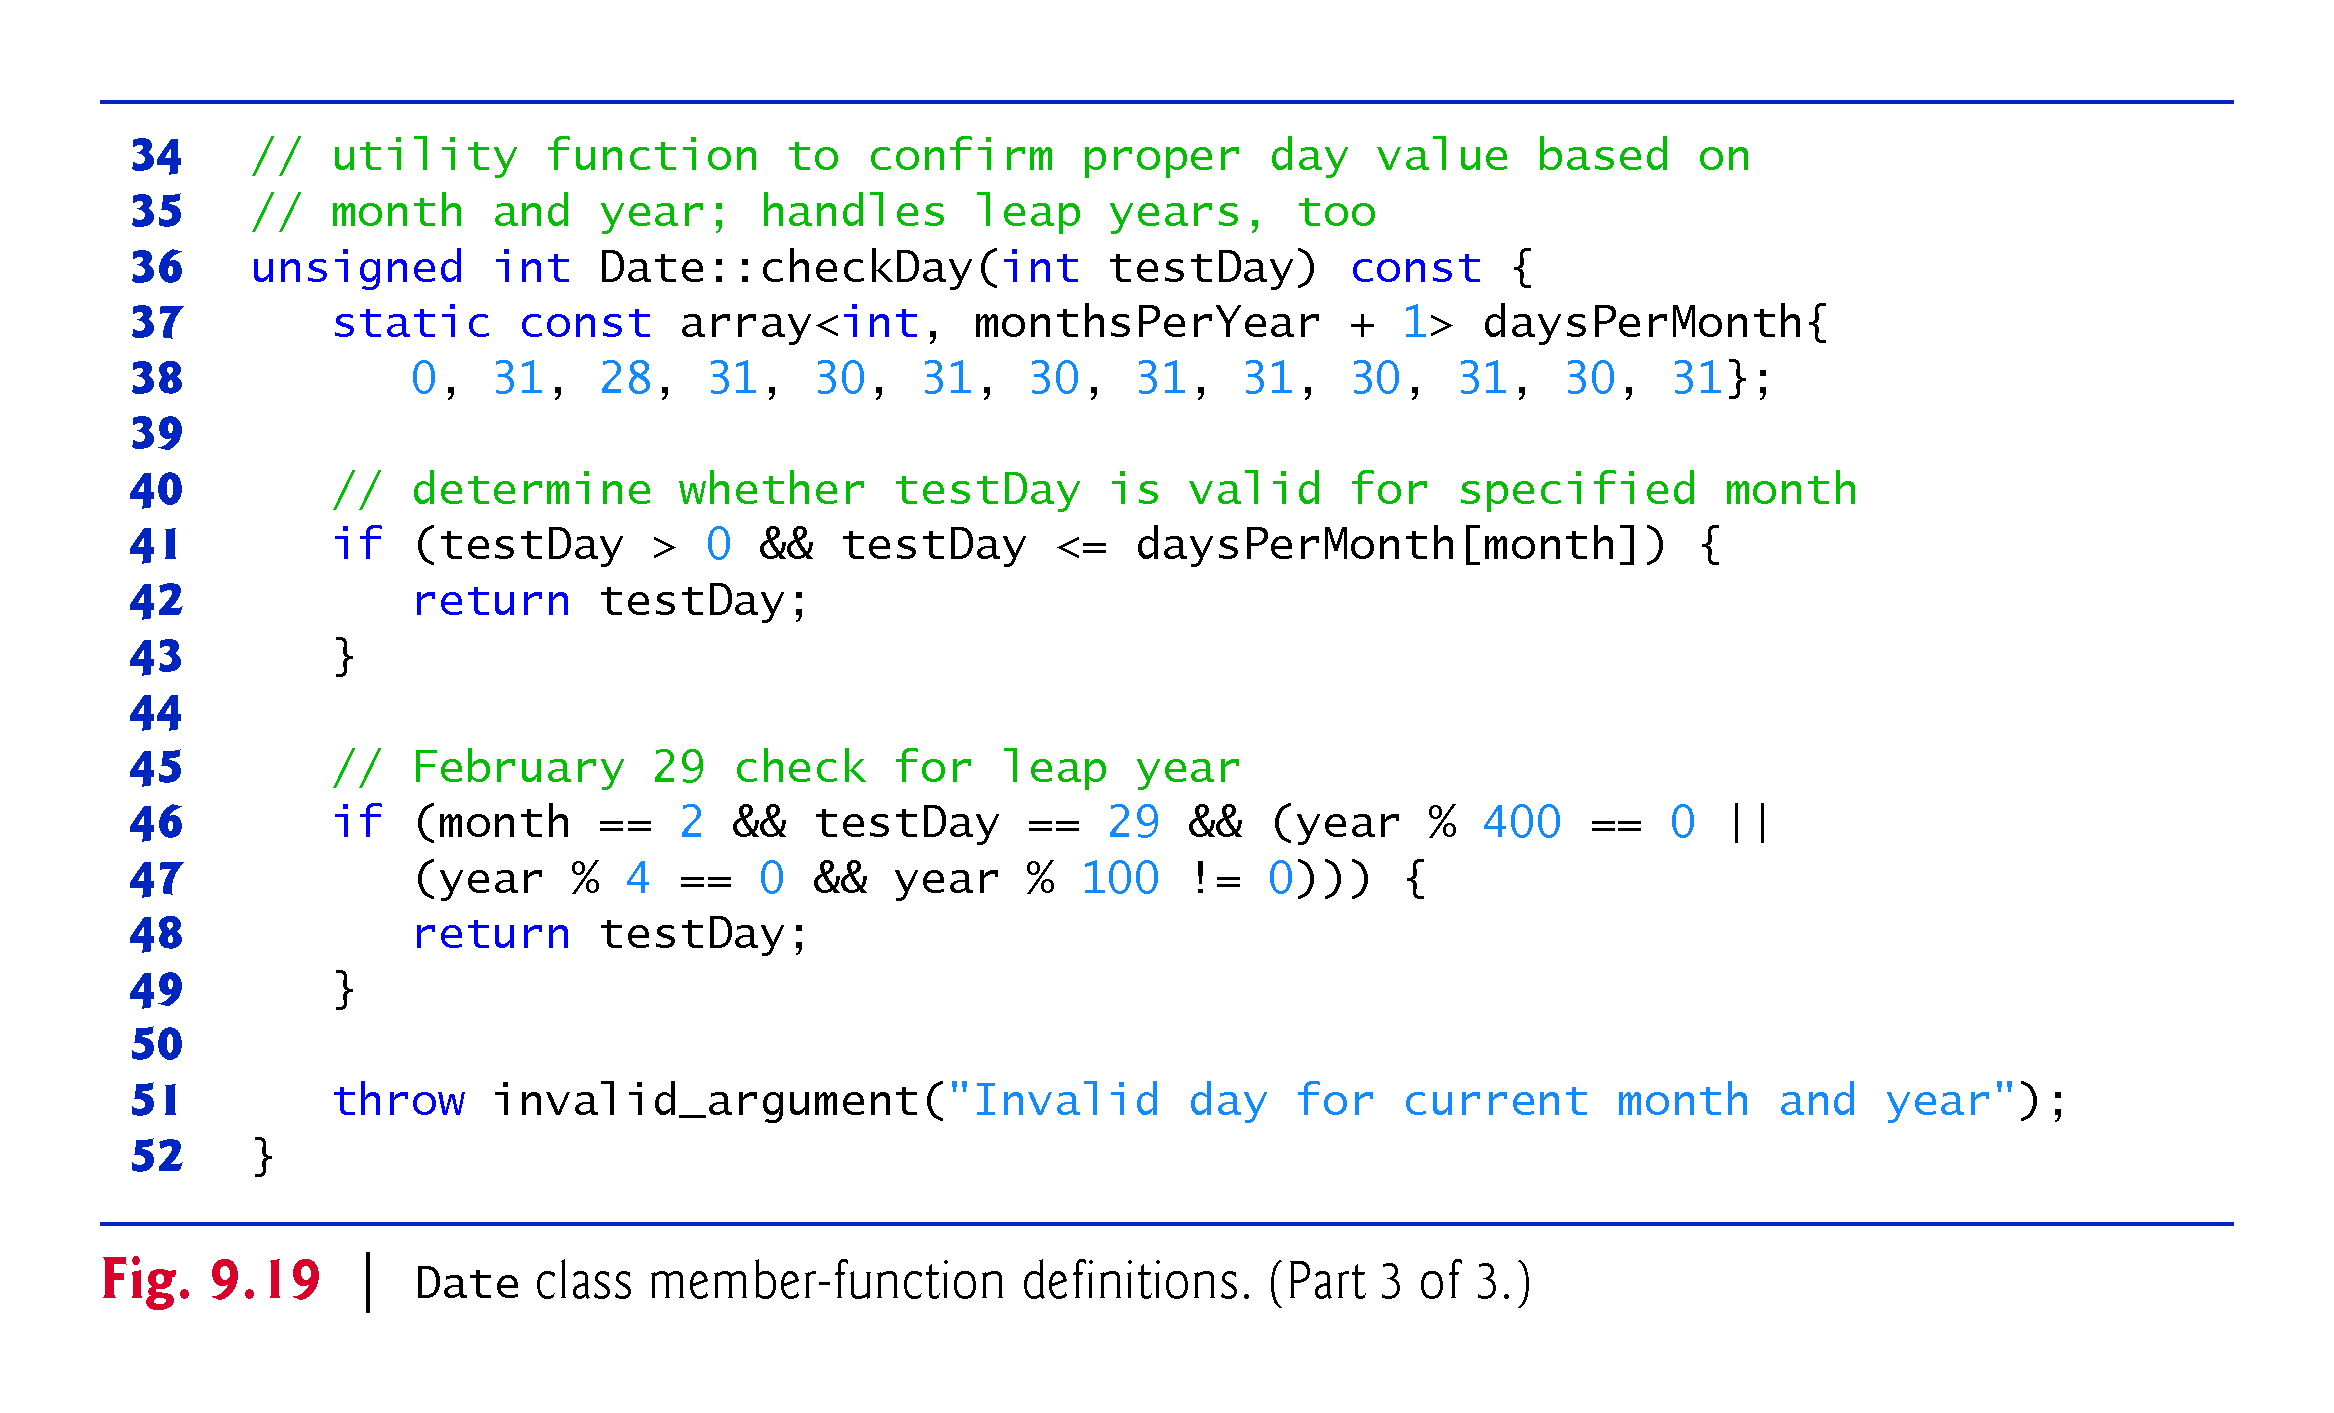 34 // utility function to confirm proper day value based on
35 // month and year; handles leap years, too
36 unsigned int Date::checkDay(int testDay) const {
37    static const array<int, monthsPerYear + 1> daysPerMonth{
38       0, 31, 28, 31, 30, 31, 30, 31, 31, 30, 31, 30, 31};
39
40    // determine whether testDay is valid for specified month
41    if (testDay > 0 && testDay <= daysPerMonth[month]) {
42       return testDay;
43    }
44
45    // February 29 check for leap year
46    if (month == 2 && testDay == 29 && (year % 400 == 0 ||
47       (year % 4 == 0 && year % 100 != 0))) {
48       return testDay;
49    }
50
51    throw invalid_argument("Invalid day for current month and year");
52 }
Fig. 9.19 | Date class member-function definitions. (Part 3 of 3.)